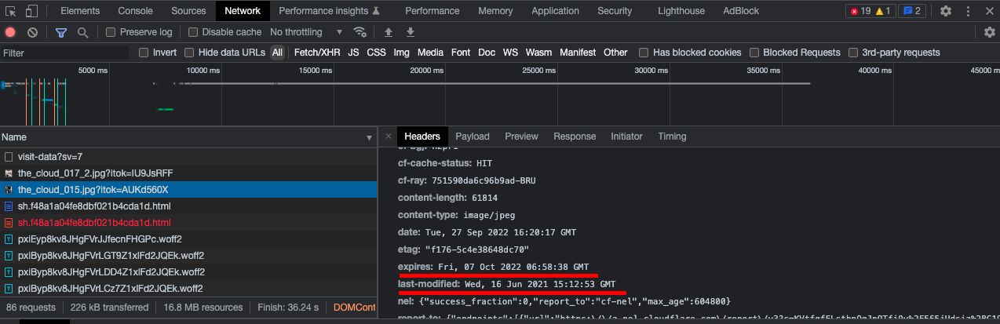 Elements Console Sources Network Performance insights Performance Memory Application Security Lighthouse AdBlock 19 1 2
Preserve log Disable cache No throttling
Filter Invert Hide data URLs All Fetch/XHR JS CSS Img Media Font Doc WS Wasm Manifest Other Has blocked cookies Blocked Requests 3rd-party requests
5000 ms 10000 ms 15000 ms 20000 ms 25000 ms 30000 ms 35000 ms 40000 ms 45000 ms
Name
visit-data?sv=7
the_cloud_017_2.jpg?itok=IU9JsRFF
the_cloud_015.jpg?itok=AUKd560X
sh.f48a1a04fe8dbf021b4cda1d.html
sh.f48a1a04fe8dbf021b4cda1d.html
pxiEyp8kv8JHgFVrJJfecnFHGPc.woff2
pxiByp8kv8JHgFVrLGT9Z1xlFd2JQEk.woff2
pxiByp8kv8JHgFVrLDD4Z1xlFd2JQEk.woff2
pxiByp8kv8JHgFVrLCz7Z1xlFd2JQEk.woff2
86 requests 226 kB transferred 16.8 MB resources Finish: 36.24 s DOMCont
Headers Payload Preview Response Initiator Timing
cf-cache-status: HIT
cf-ray: 751590da6c96b9ad-BRU
content-length: 61814
content-type: image/jpeg
date: Tue, 27 Sep 2022 16:20:17 GMT
etag: "f176-5c4e38648dc70"
expires: Fri, 07 Oct 2022 06:58:38 GMT
last-modified: Wed, 16 Jun 2021 15:12:53 GMT
nel: {"success_fraction":0,"report_to":"cf-nel","max_age":604800}